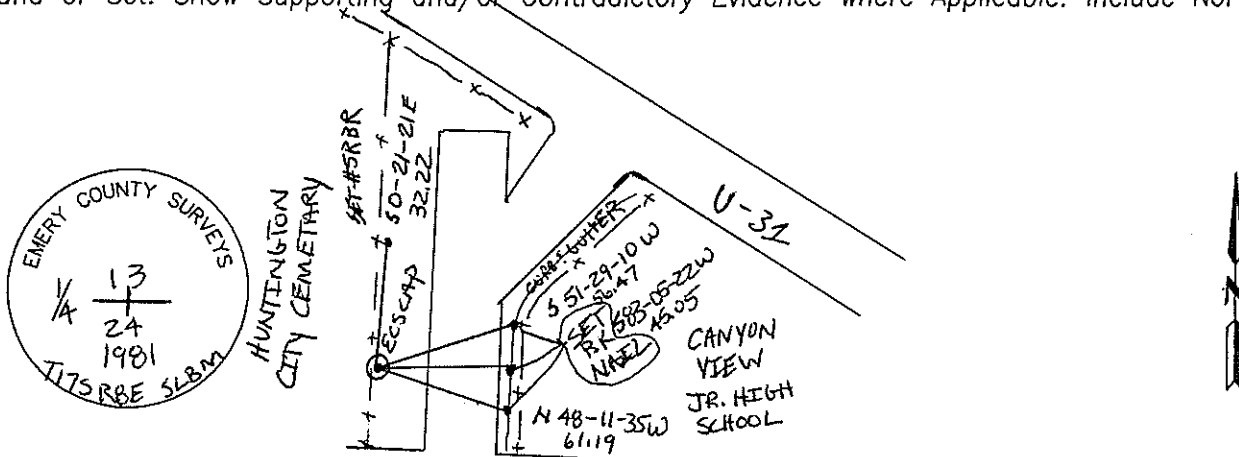 and or Set. Show Supporting and/or Contradictory Evidence where Applicable. Include Nor
EMERY COUNTY SURVEYS
1/4 13
24
1981
T17S R8E SLBM
HUNTINGTON
CITY CEMETARY
SET #5RBR
S0-21-21E
32.22
ECSCAP
CURB & GUTTER
U-31
S 51-29-10 W
56.47
SET
BR
NAIL
S83-05-22W
45.05
N 48-11-35W
61.19
CANYON
VIEW
JR. HIGH
SCHOOL
N